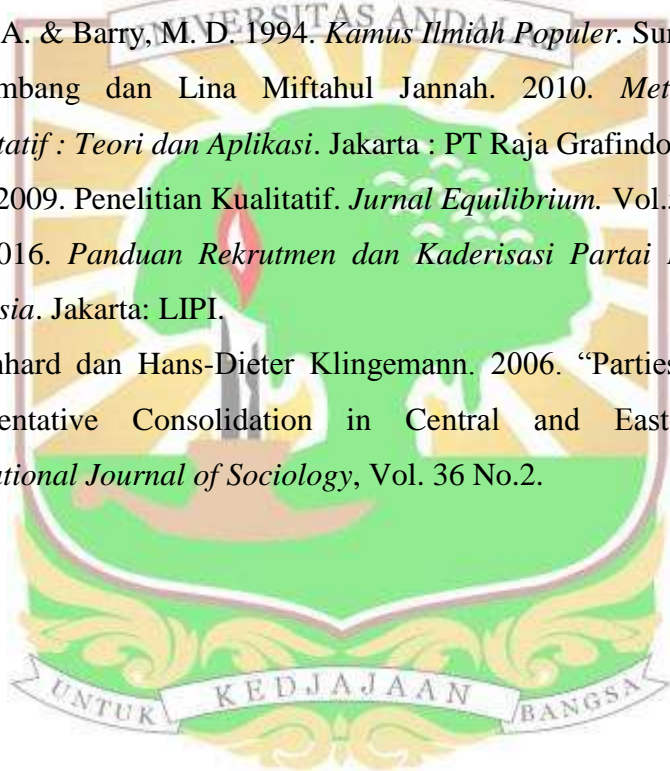 UNIVERSITAS ANDALAS
A. & Barry, M. D. 1994. Kamus Ilmiah Populer. Sur
mbang dan Lina Miftahul Jannah. 2010. Met
tatif : Teori dan Aplikasi. Jakarta : PT Raja Grafindo
2009. Penelitian Kualitatif. Jurnal Equilibrium. Vol.
016. Panduan Rekrutmen dan Kaderisasi Partai
sia. Jakarta: LIPI.
nhard dan Hans-Dieter Klingemann. 2006. “Parties
entative Consolidation in Central and East
ational Journal of Sociology, Vol. 36 No.2.
UNTUK KEDJAJAAN BANGSA